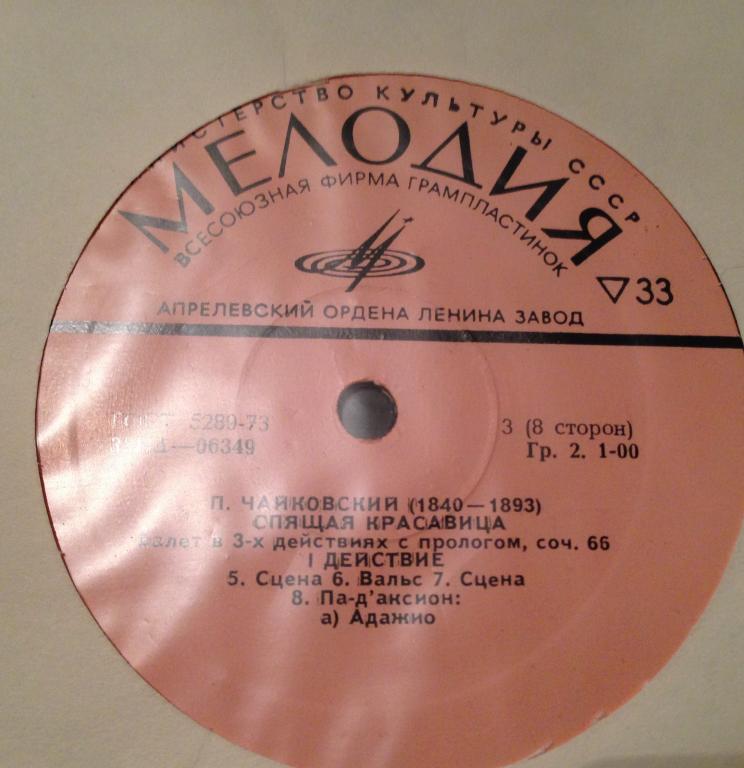 МИНИСТЕРСТВО КУЛЬТУРЫ СССР
МЕЛОДИЯ
ВСЕСОЮЗНАЯ ФИРМА ГРАМПЛАСТИНОК
33
АПРЕЛЕВСКИЙ ОРДЕНА ЛЕНИНА ЗАВОД
ГОСТ 5289-73
3 (8 сторон)
Д—06349
Гр. 2. 1-00
П. ЧАЙКОВСКИЙ (1840—1893)
СПЯЩАЯ КРАСАВИЦА
Балет в 3-х действиях с прологом, соч. 66
I ДЕЙСТВИЕ
5. Сцена 6. Вальс 7. Сцена
8. Па-д'аксион:
а) Адажио